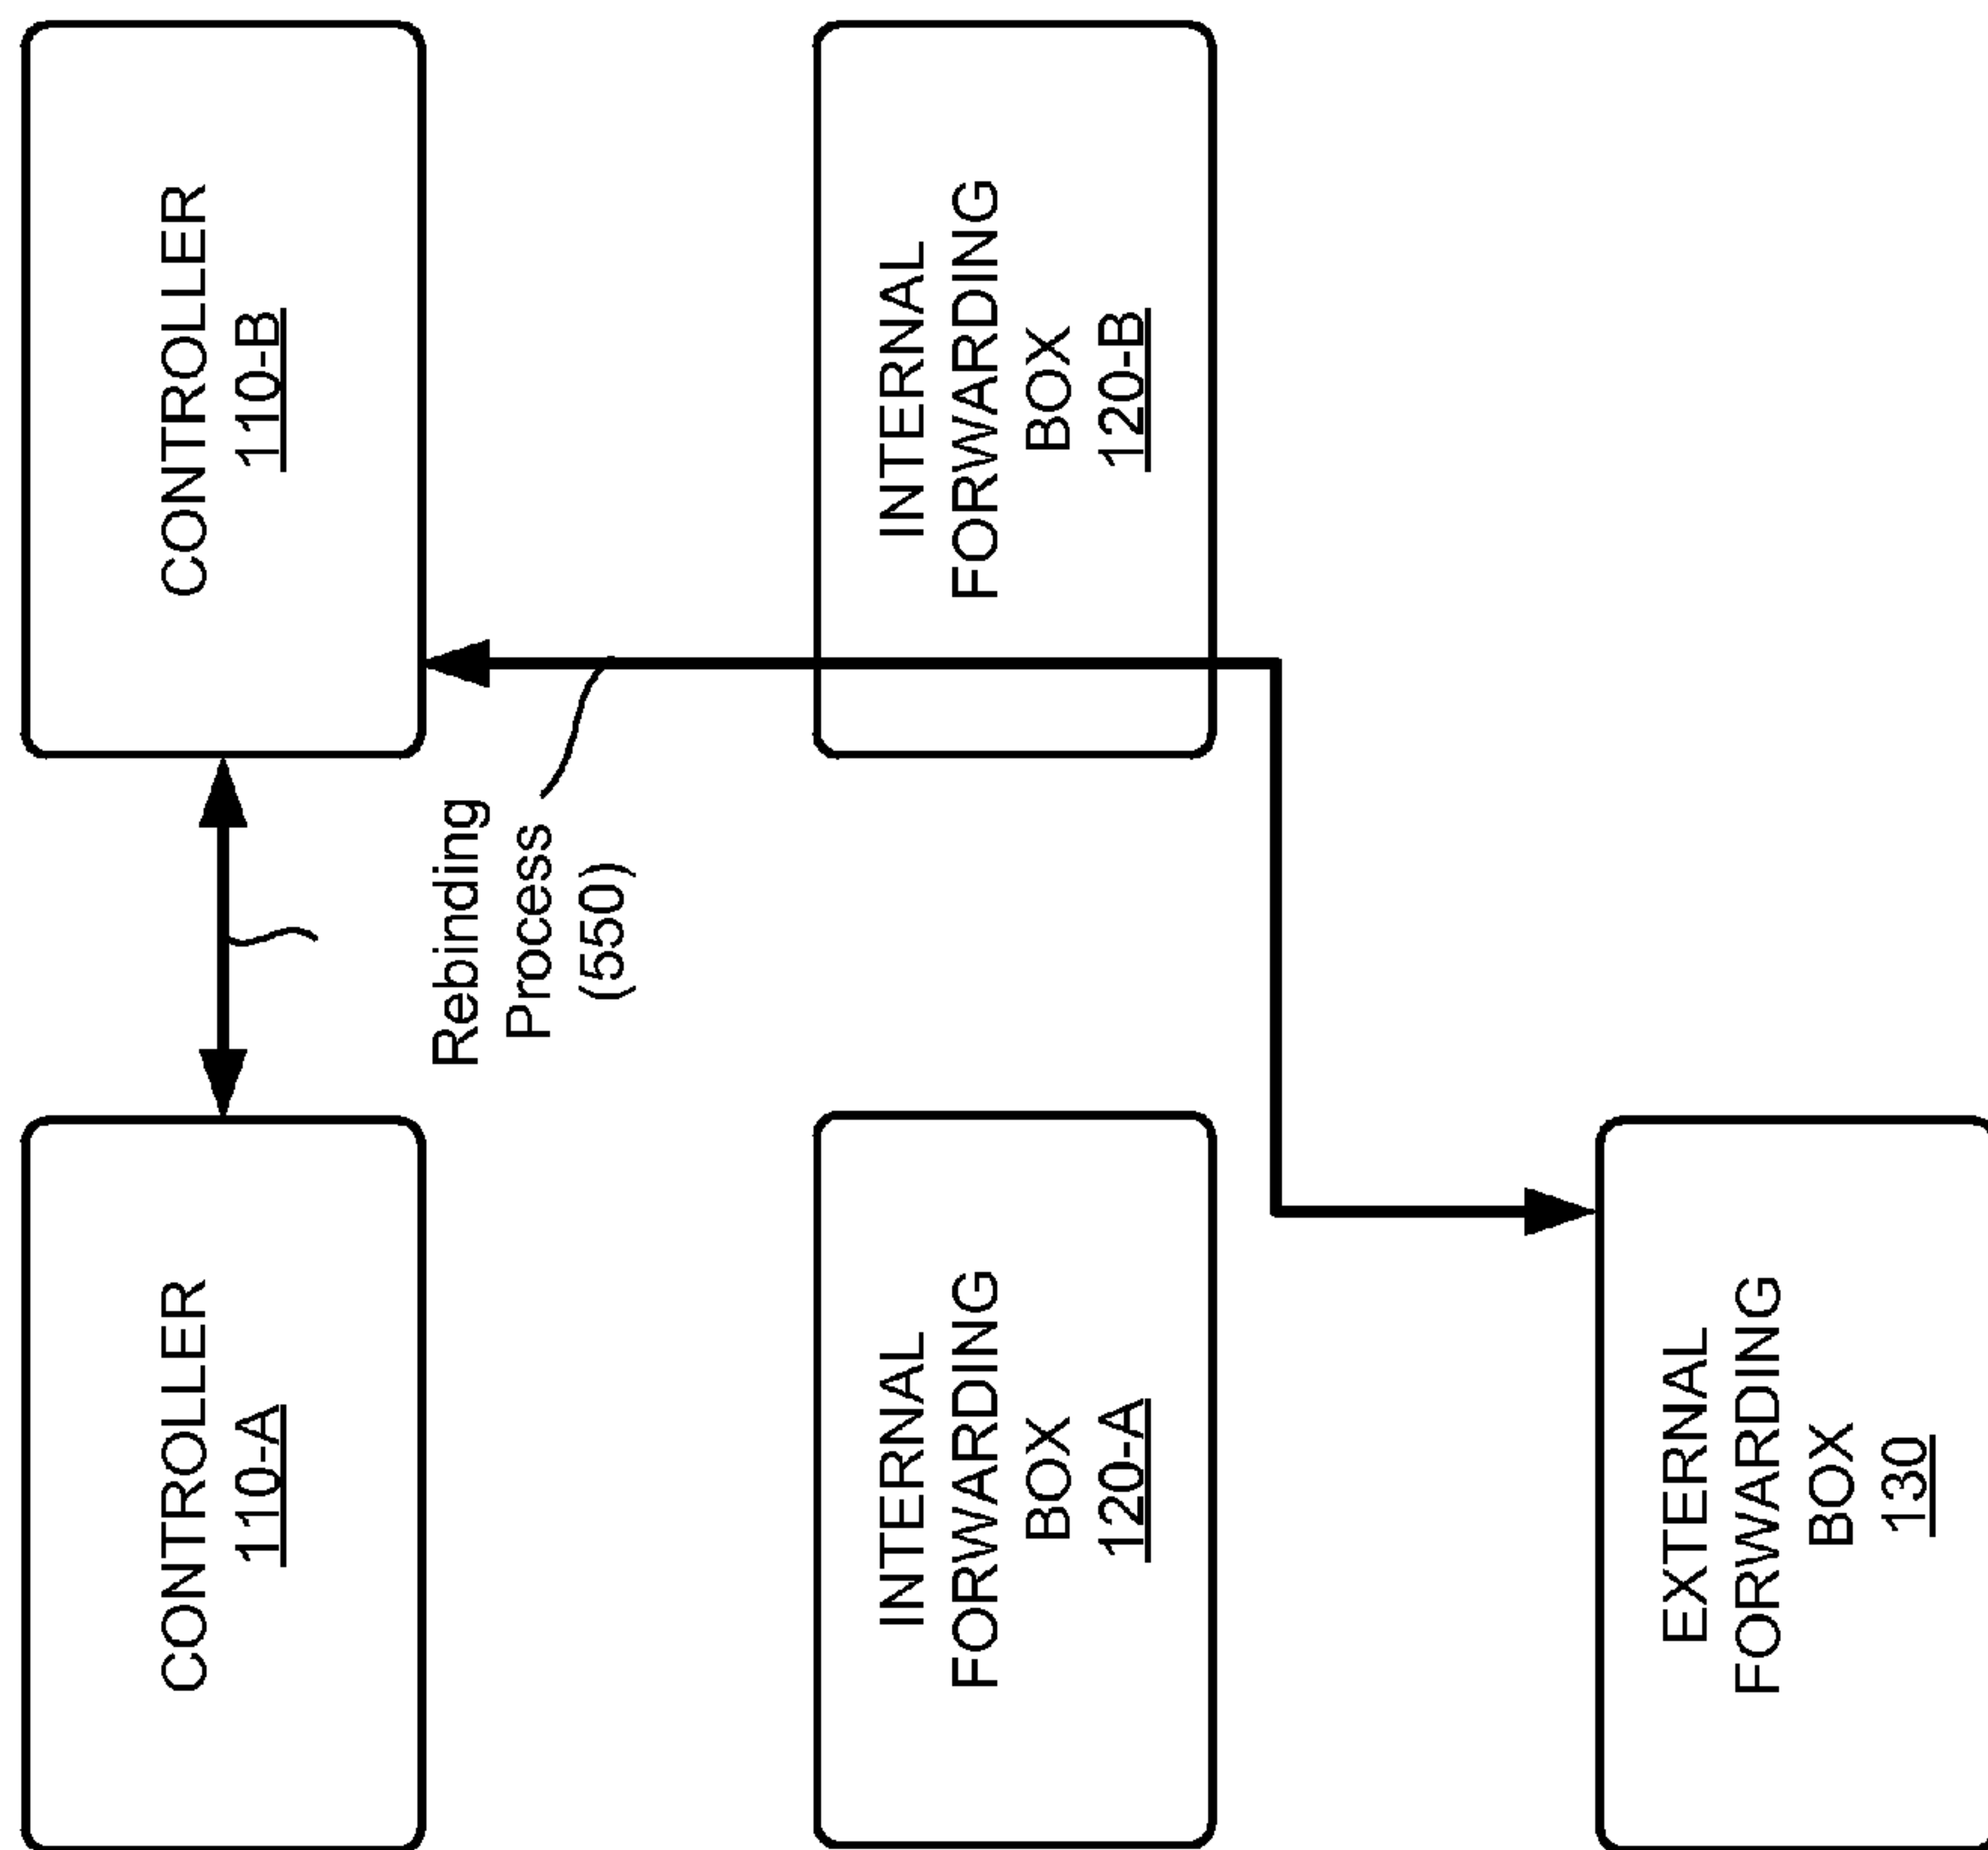 CONTROLLER
110-A
CONTROLLER
110-B
Rebinding
Process
(550)
INTERNAL
FORWARDING
BOX
120-A
INTERNAL
FORWARDING
BOX
120-B
EXTERNAL
FORWARDING
BOX
130